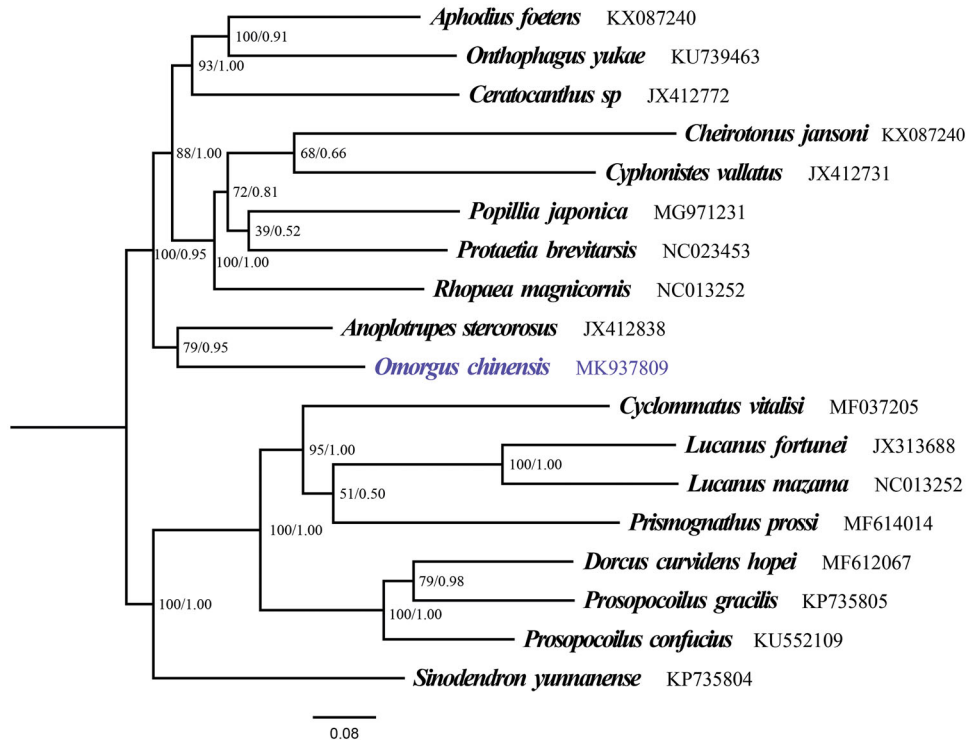 Aphodius foetens KX087240
100/0.91
Onthophagus yukae KU739463
93/1.00
Ceratocanthus sp JX412772
Cheirotonus jansoni KX087240
88/1.00
68/0.66
Cyphonistes vallatus JX412731
72/0.81
Popillia japonica MG971231
39/0.52
Protaetia brevitarsis NC023453
100/0.95
100/1.00
Rhopaea magnicornis NC013252
Anoplotrupes stercorosus JX412838
79/0.95
Omorgus chinensis MK937809
Cyclommatus vitalisi MF037205
95/1.00
Lucanus fortunei JX313688
100/1.00
Lucanus mazama NC013252
51/0.50
Prismognathus prossi MF614014
100/1.00
Dorcus curvidens hopei MF612067
79/0.98
Prosopocoilus gracilis KP735805
100/1.00
100/1.00
Prosopocoilus confucius KU552109
Sinodendron yunnanense KP735804
0.08